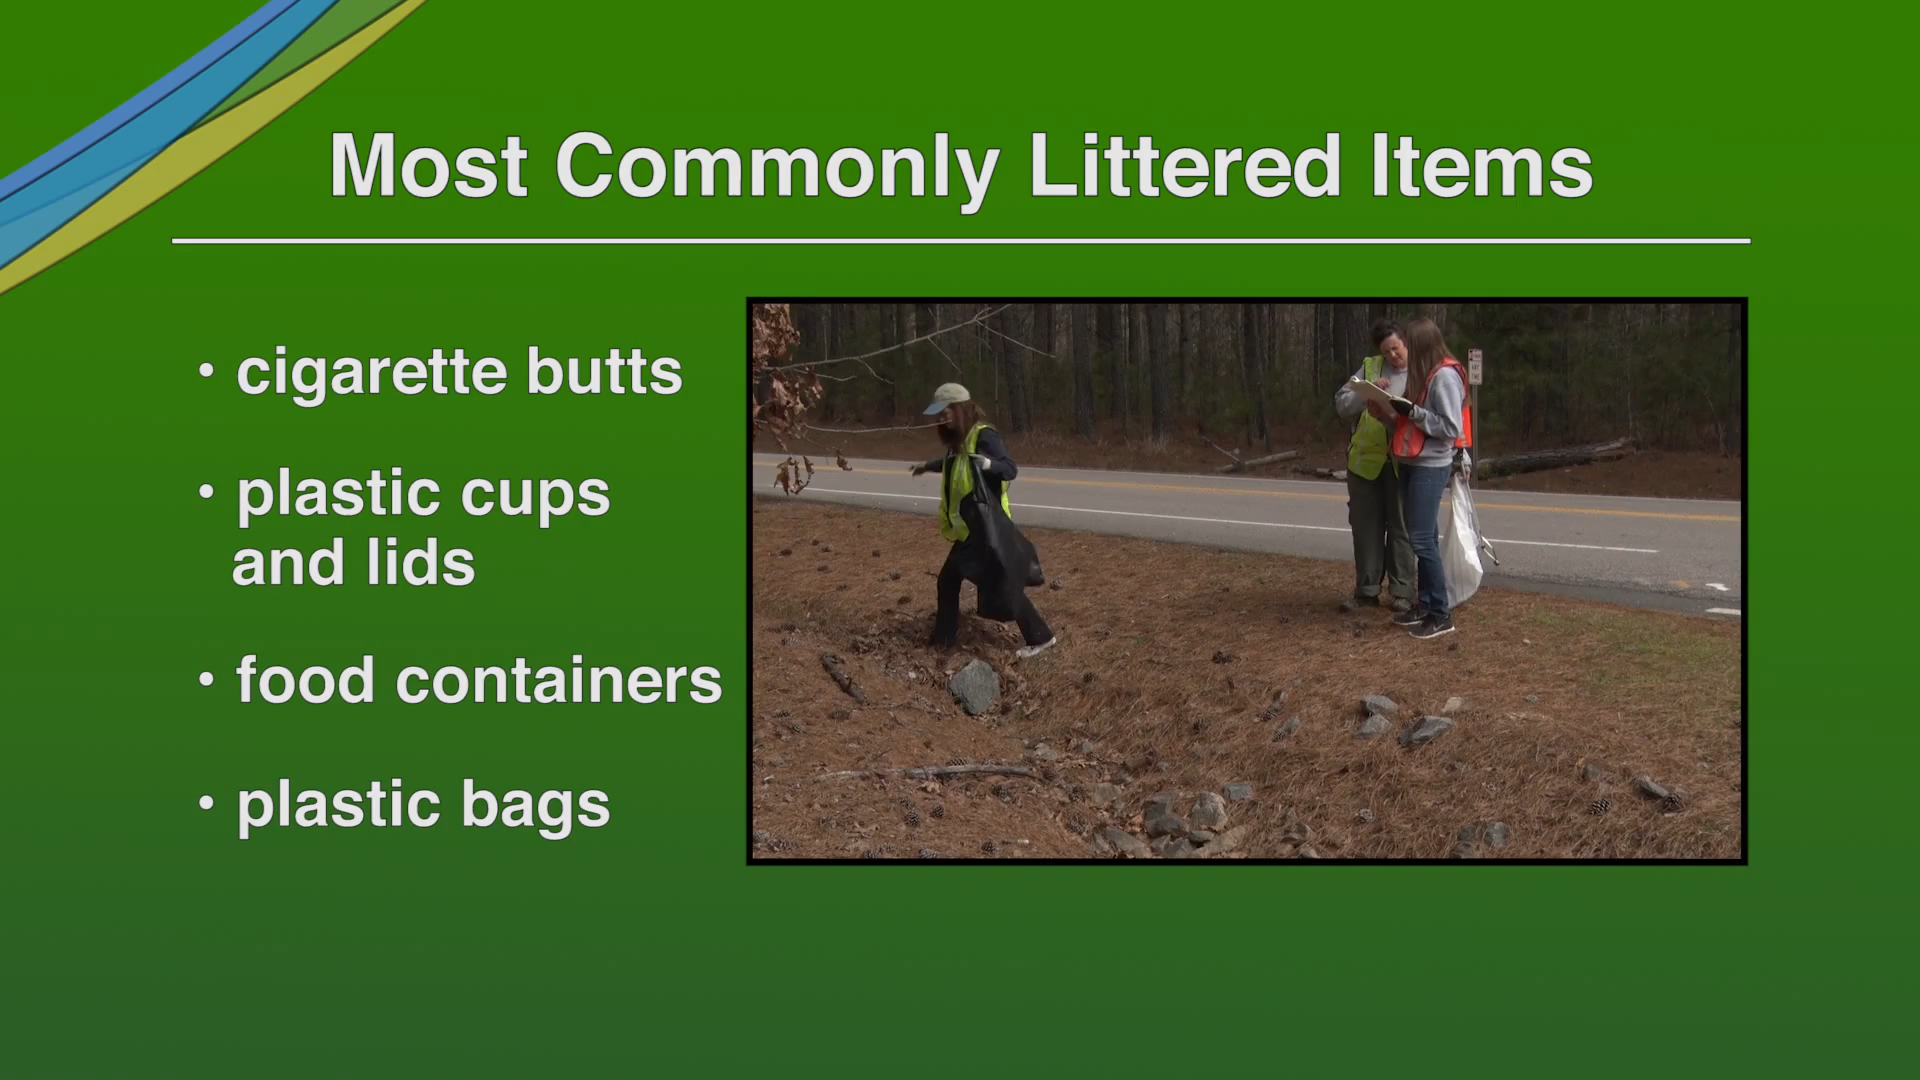 Most Commonly Littered Items
• cigarette butts
• plastic cups
and lids
• food containers
• plastic bags